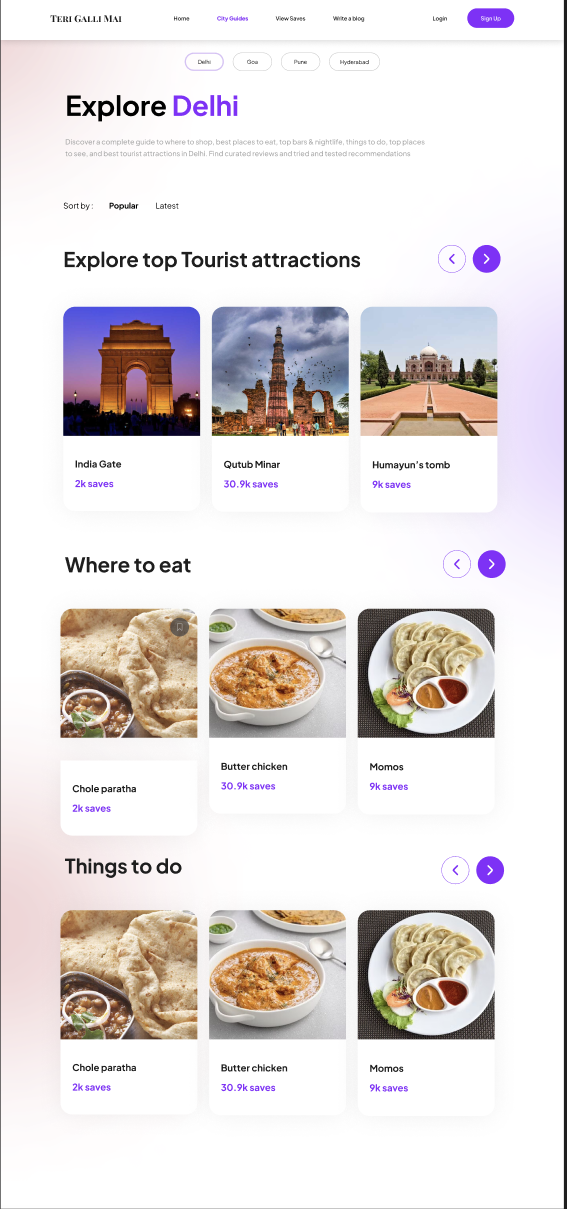 TERI GALLI MAI
Home City Guides View Saves Write a blog Login Sign Up
Delhi Goa Pune Hyderabad
Explore Delhi
Discover a complete guide to where to shop, best places to eat, top bars & nightlife, things to do, top places
to see, and best tourist attractions in Delhi. Find curated reviews and tried and tested recommendations
Sort by : Popular Latest
Explore top Tourist attractions
India Gate Qutub Minar Humayun's tomb
2k saves 30.9k saves 9k saves
Where to eat
Butter chicken Momos
30.9k saves 9k saves
Chole paratha
2k saves
Things to do
Chole paratha Butter chicken Momos
2k saves 30.9k saves 9k saves